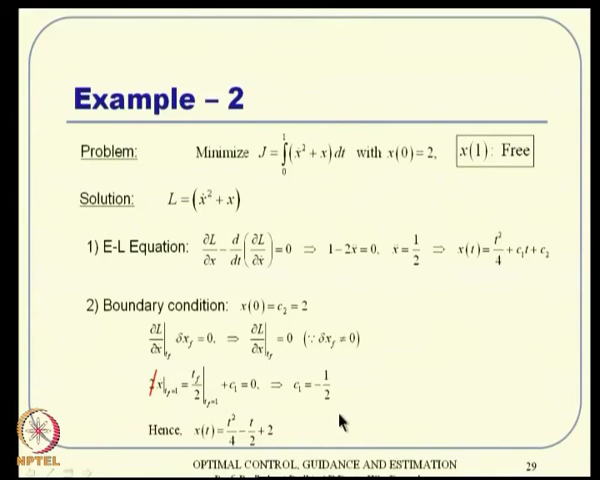 Example – 2
Problem: Minimize J = ∫₀¹ (ẋ² + x) dt with x(0) = 2, x(1): Free
Solution: L = (ẋ² + x)
1) E-L Equation: ∂L/∂x − d/dt (∂L/∂ẋ) = 0 ⇒ 1 − 2ẍ = 0, ẍ = 1/2 ⇒ x(t) = t²/4 + c₁t + c₂
2) Boundary condition: x(0) = c₂ = 2
∂L/∂ẋ|t_f δx_f = 0, ⇒ ∂L/∂ẋ|t_f = 0 (∵ δx_f ≠ 0)
2ẋ|t_f=1 = t_f/2|t_f=1 + c₁ = 0, ⇒ c₁ = −1/2
Hence, x(t) = t²/4 − t/2 + 2
NPTEL
OPTIMAL CONTROL, GUIDANCE AND ESTIMATION 29